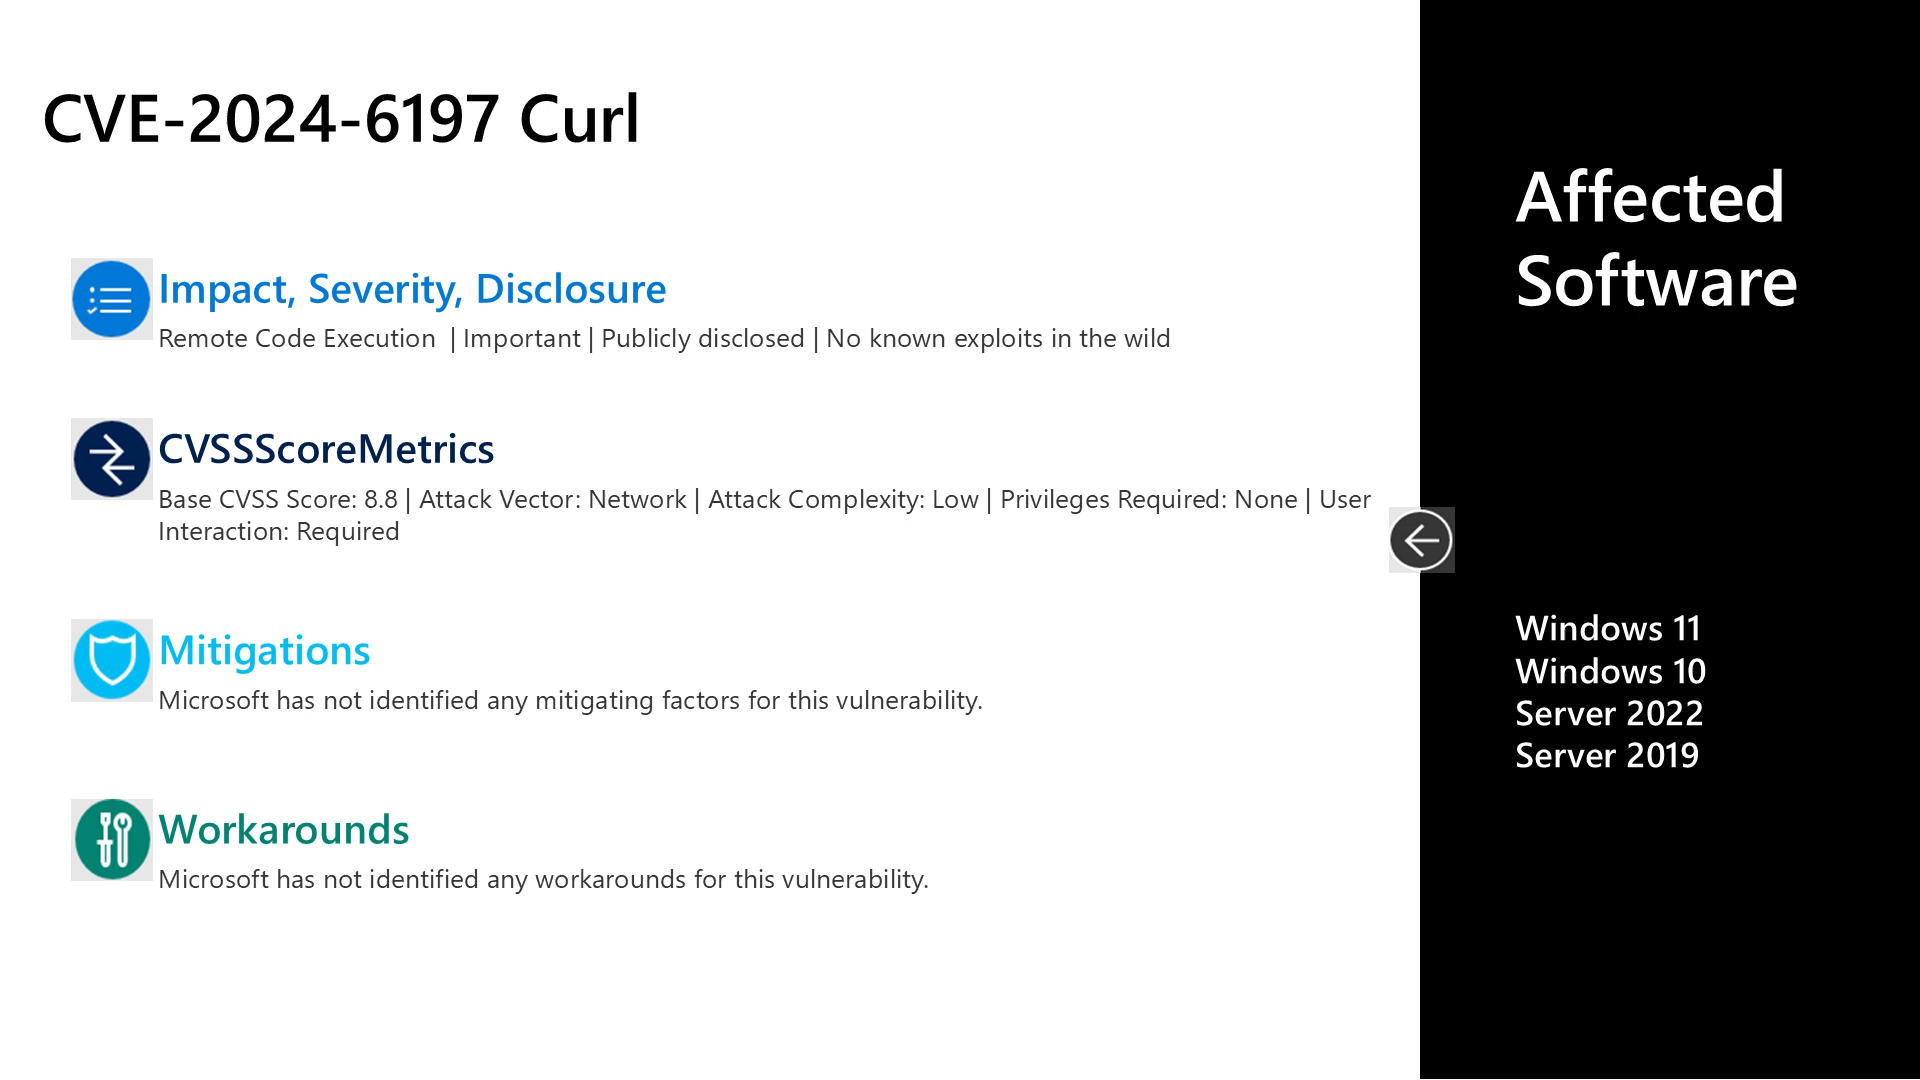 CVE-2024-6197 Curl
Impact, Severity, Disclosure
Remote Code Execution  | Important | Publicly disclosed | No known exploits in the wild
CVSSScoreMetrics
Base CVSS Score: 8.8 | Attack Vector: Network | Attack Complexity: Low | Privileges Required: None | User
Interaction: Required
Mitigations
Microsoft has not identified any mitigating factors for this vulnerability.
Workarounds
Microsoft has not identified any workarounds for this vulnerability.
Affected
Software
Windows 11
Windows 10
Server 2022
Server 2019